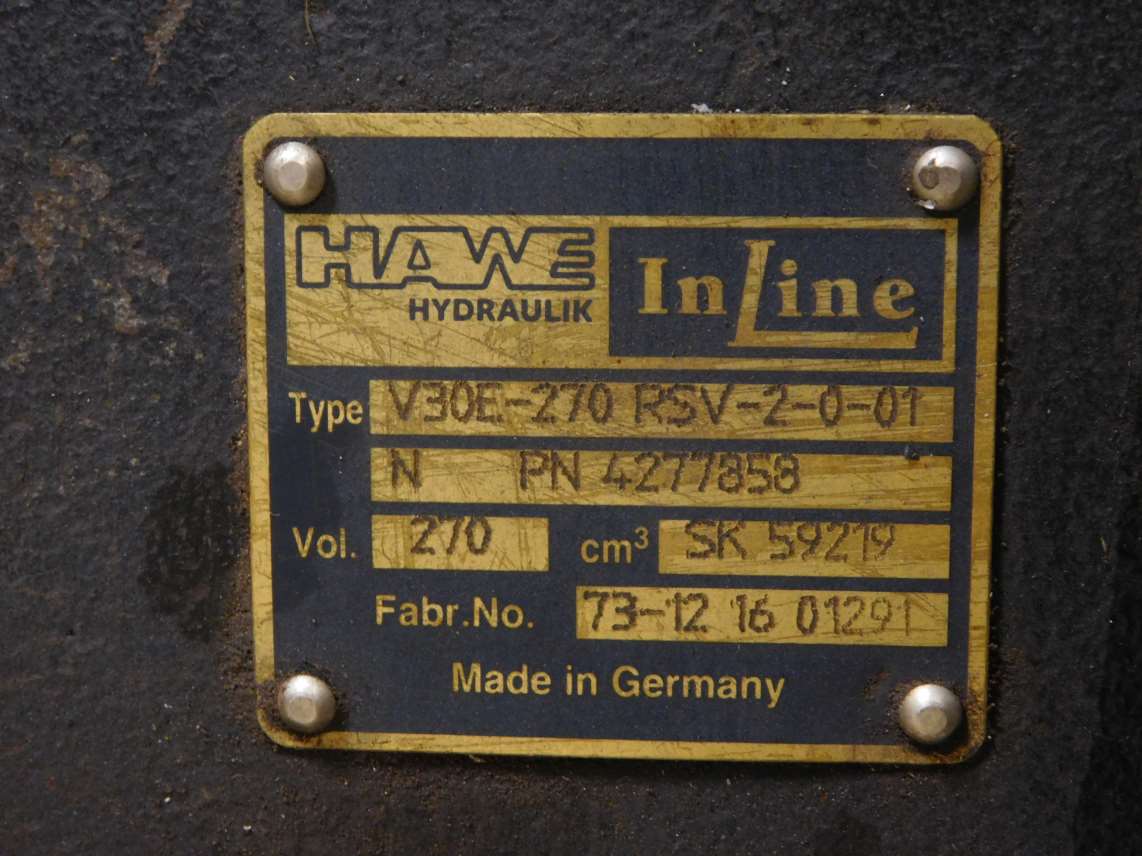 HAWE
HYDRAULIK
InLine
Type V30E-270 RSV-2-0-01
N PN 4277858
Vol. 270 cm³ SK 59219
Fabr.No. 73-12 16 01291
Made in Germany